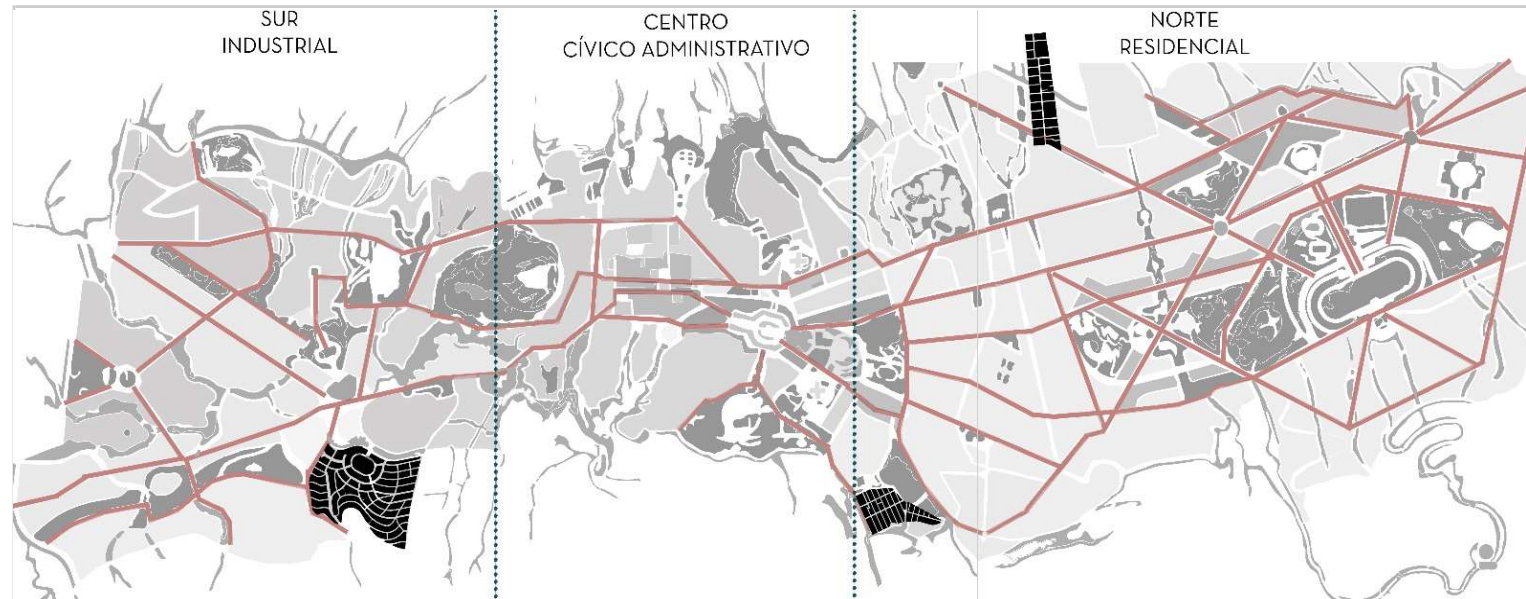 SUR
INDUSTRIAL
CENTRO
CÍVICO ADMINISTRATIVO
NORTE
RESIDENCIAL